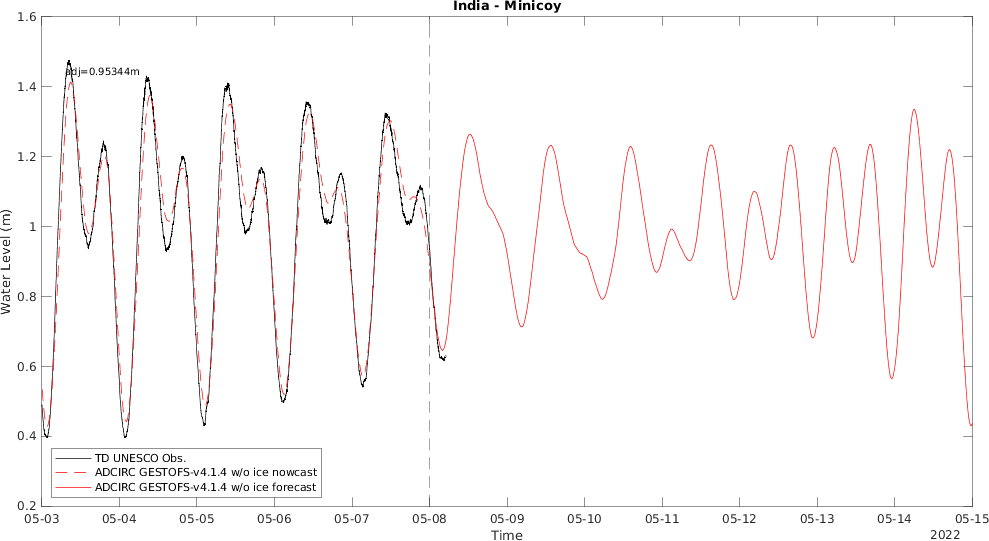 India - Minicoy
1.6
1.4
1.2
1
0.8
0.6
0.4
0.2
Water Level (m)
adj=0.95344m
TD UNESCO Obs.
ADCIRC GESTOFS-v4.1.4 w/o ice nowcast
ADCIRC GESTOFS-v4.1.4 w/o ice forecast
05-03 05-04 05-05 05-06 05-07 05-08 05-09 05-10 05-11 05-12 05-13 05-14 05-15
Time
2022